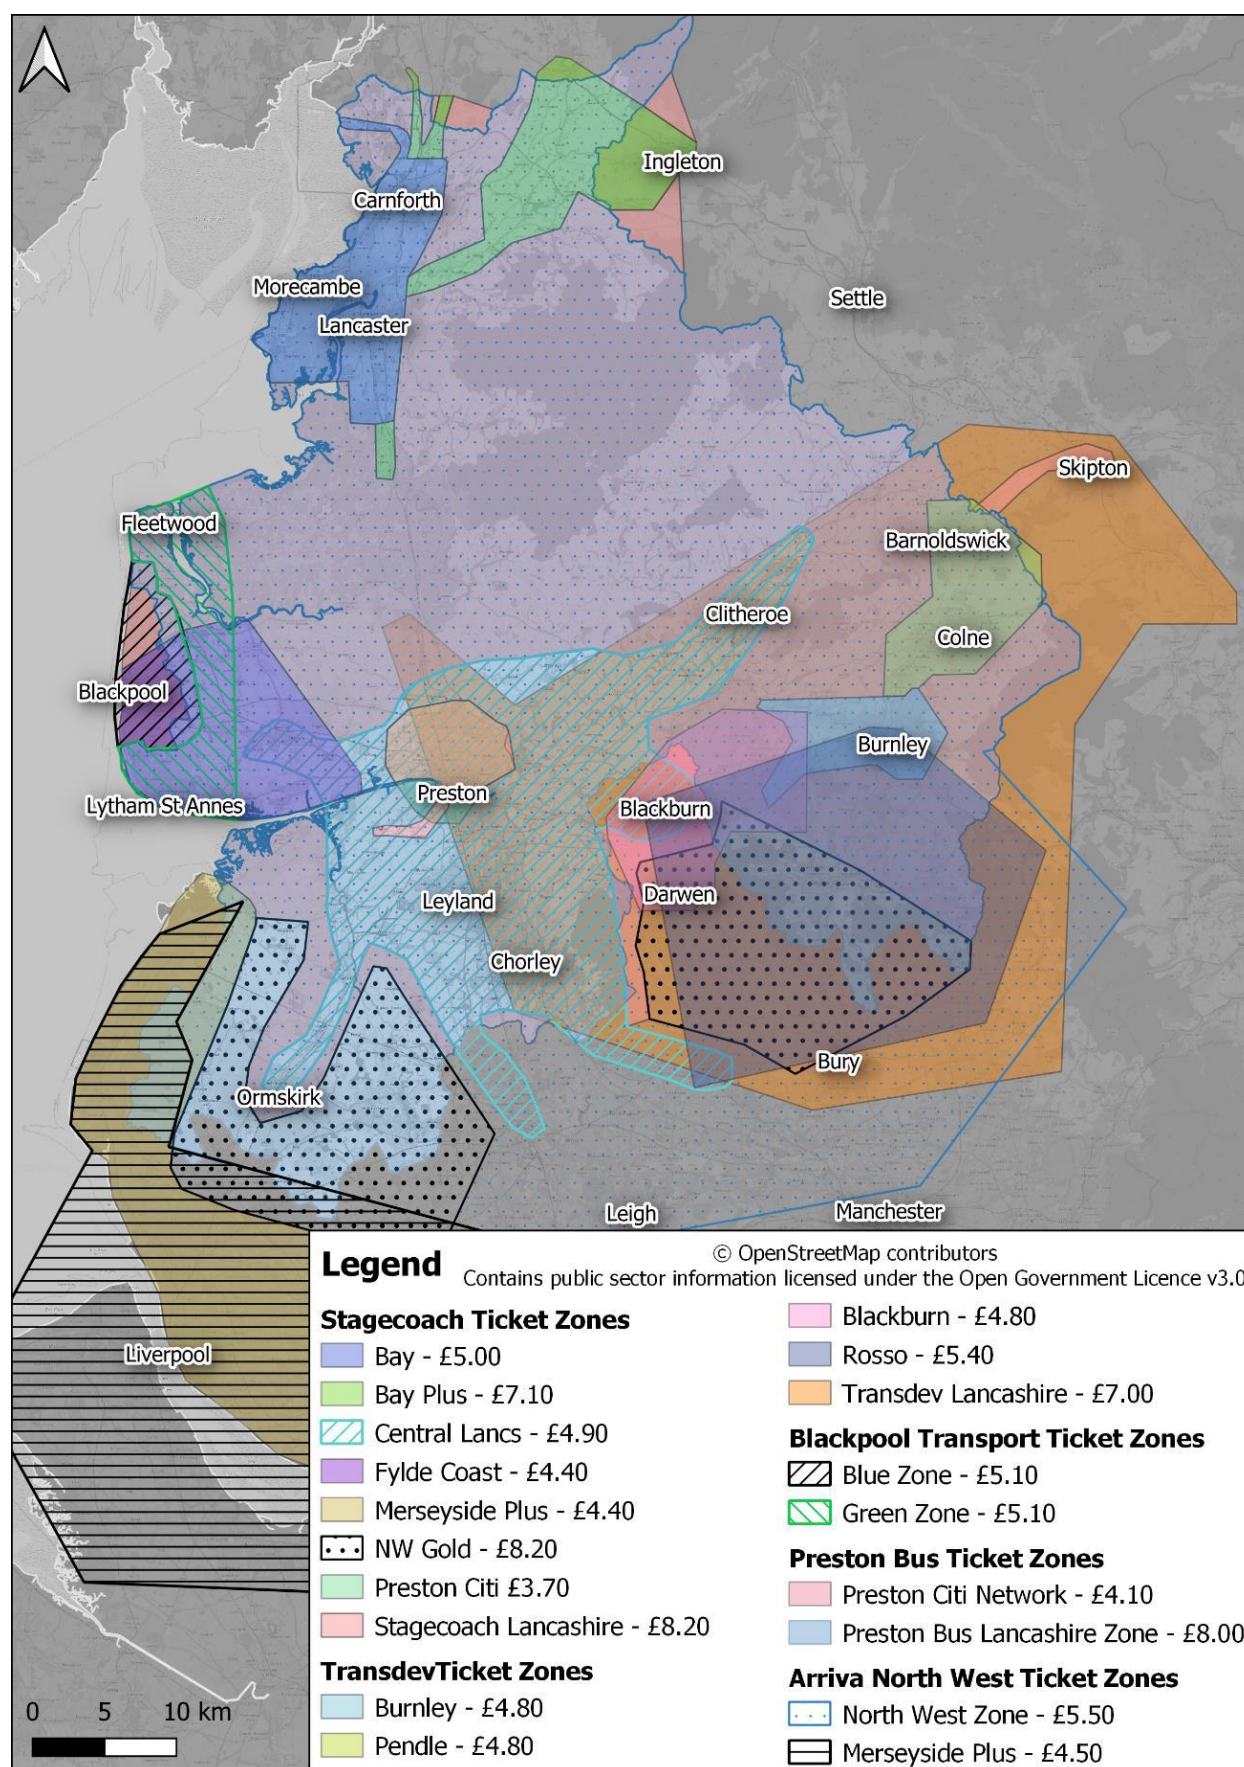 Ingleton
Carnforth
Morecambe
Settle
Lancaster
Skipton
Fleetwood
Barnoldswick
Clitheroe
Colne
Blackpool
Burnley
Preston
Lytham St Annes
Blackburn
Darwen
Leyland
Chorley
Bury
Ormskirk
Leigh
Manchester
Liverpool
0 5 10 km
Legend
© OpenStreetMap contributors
Contains public sector information licensed under the Open Government Licence v3.0
Stagecoach Ticket Zones
Bay - £5.00
Bay Plus - £7.10
Central Lancs - £4.90
Fylde Coast - £4.40
Merseyside Plus - £4.40
NW Gold - £8.20
Preston Citi £3.70
Stagecoach Lancashire - £8.20
TransdevTicket Zones
Burnley - £4.80
Pendle - £4.80
Blackburn - £4.80
Rosso - £5.40
Transdev Lancashire - £7.00
Blackpool Transport Ticket Zones
Blue Zone - £5.10
Green Zone - £5.10
Preston Bus Ticket Zones
Preston Citi Network - £4.10
Preston Bus Lancashire Zone - £8.00
Arriva North West Ticket Zones
North West Zone - £5.50
Merseyside Plus - £4.50